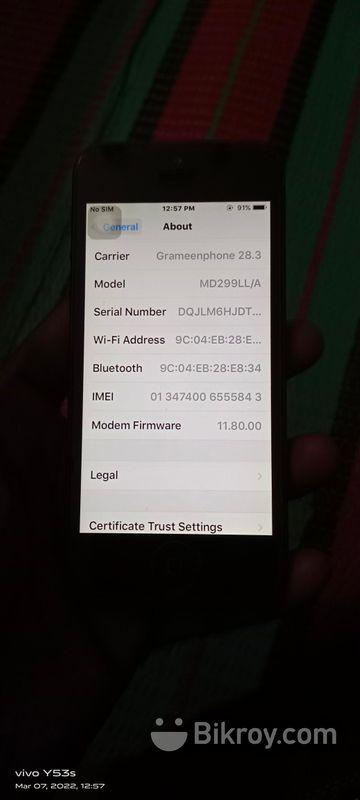 No SIM 12:57 PM 91%
General About
Carrier Grameenphone 28.3
Model MD299LL/A
Serial Number DQJLM6HJDT...
Wi-Fi Address 9C:04:EB:28:E...
Bluetooth 9C:04:EB:28:E8:34
IMEI 01 347400 655584 3
Modem Firmware 11.80.00
Legal
Certificate Trust Settings
Bikroy.com
vivo Y53s
Mar 07, 2022, 12:57